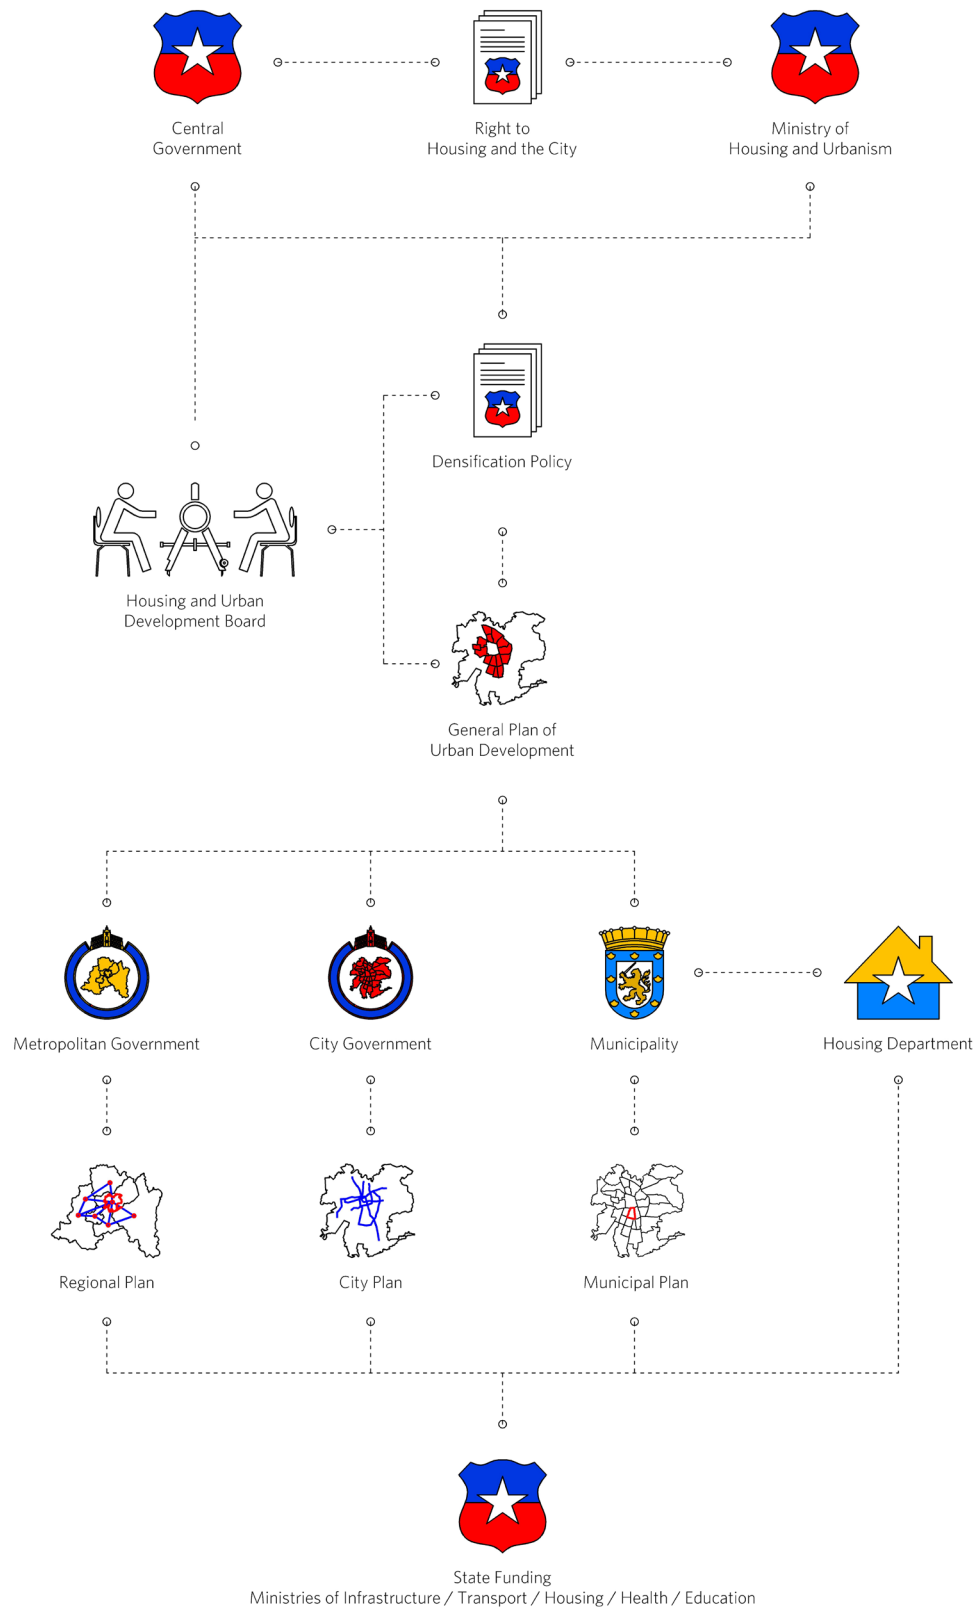 Central
Government
Right to
Housing and the City
Ministry of
Housing and Urbanism
Densification Policy
Housing and Urban
Development Board
General Plan of
Urban Development
Metropolitan Government
City Government
Municipality
Housing Department
Regional Plan
City Plan
Municipal Plan
State Funding
Ministries of Infrastructure / Transport / Housing / Health / Education